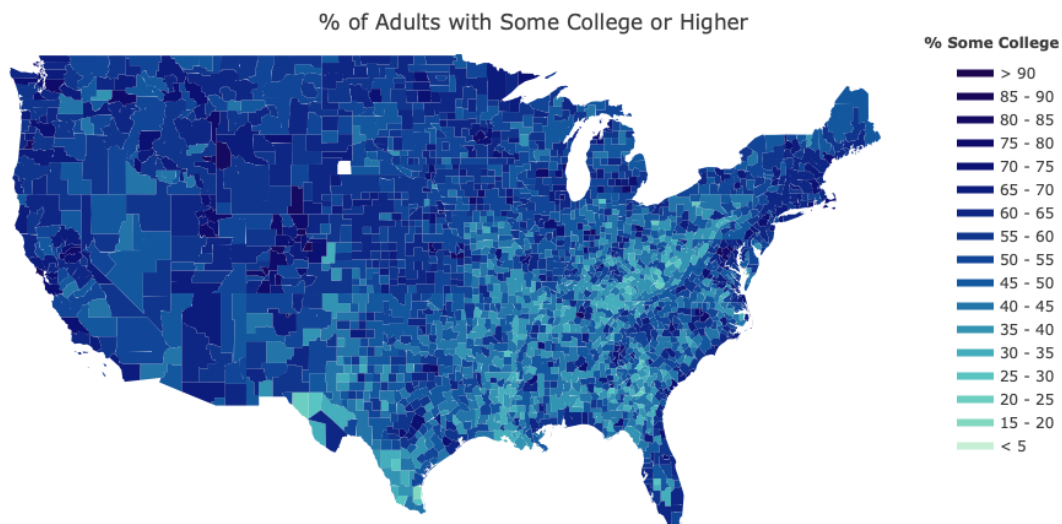 % of Adults with Some College or Higher
% Some College
> 90
85 - 90
80 - 85
75 - 80
70 - 75
65 - 70
60 - 65
55 - 60
50 - 55
45 - 50
40 - 45
35 - 40
30 - 35
25 - 30
20 - 25
15 - 20
< 5